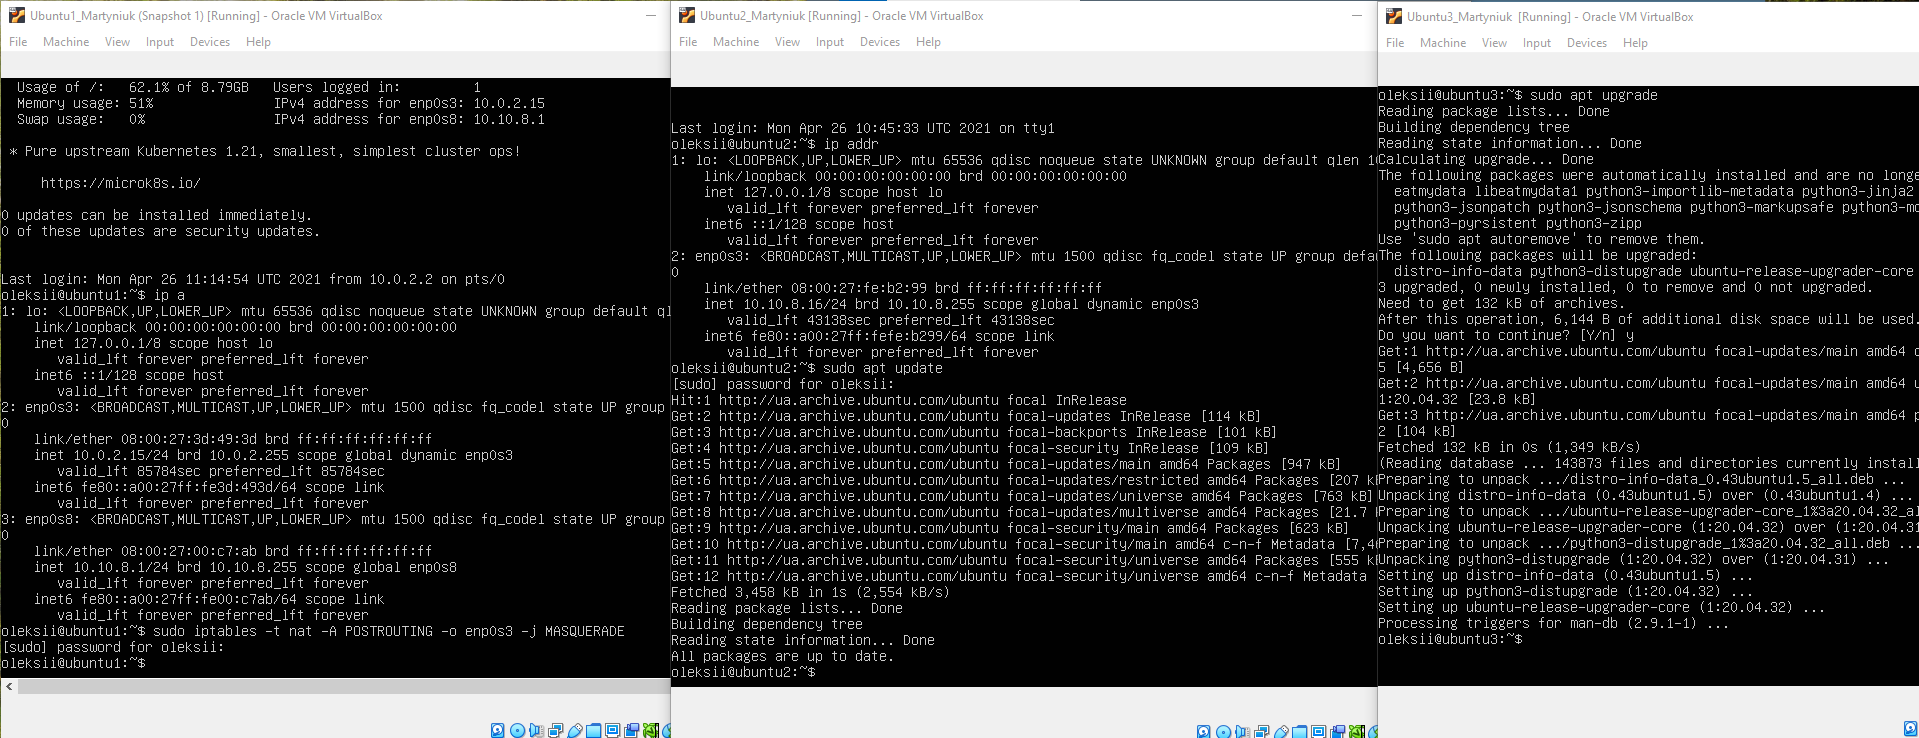 Ubuntu1_Martyniuk (Snapshot 1) [Running] - Oracle VM VirtualBox
File Machine View Input Devices Help
Usage of /: 62.1% of 8.79GB Users logged in: 1
Memory usage: 51% IPv4 address for enp0s3: 10.0.2.15
Swap usage: 0% IPv4 address for enp0s8: 10.10.8.1
* Pure upstream Kubernetes 1.21, smallest, simplest cluster ops!
https://microk8s.io/
0 updates can be installed immediately.
0 of these updates are security updates.
Last login: Mon Apr 26 11:14:54 UTC 2021 from 10.0.2.2 on pts/0
oleksii@ubuntu1:~$ ip a
1: lo: <LOOPBACK,UP,LOWER_UP> mtu 65536 qdisc noqueue state UNKNOWN group default ql
link/loopback 00:00:00:00:00:00 brd 00:00:00:00:00:00
inet 127.0.0.1/8 scope host lo
valid_lft forever preferred_lft forever
inet6 ::1/128 scope host
valid_lft forever preferred_lft forever
2: enp0s3: <BROADCAST,MULTICAST,UP,LOWER_UP> mtu 1500 qdisc fq_codel state UP group
0
link/ether 08:00:27:3d:49:3d brd ff:ff:ff:ff:ff:ff
inet 10.0.2.15/24 brd 10.0.2.255 scope global dynamic enp0s3
valid_lft 85784sec preferred_lft 85784sec
inet6 fe80::a00:27ff:fe3d:493d/64 scope link
valid_lft forever preferred_lft forever
3: enp0s8: <BROADCAST,MULTICAST,UP,LOWER_UP> mtu 1500 qdisc fq_codel state UP group
0
link/ether 08:00:27:00:c7:ab brd ff:ff:ff:ff:ff:ff
inet 10.10.8.1/24 brd 10.10.8.255 scope global enp0s8
valid_lft forever preferred_lft forever
inet6 fe80::a00:27ff:fe00:c7ab/64 scope link
valid_lft forever preferred_lft forever
oleksii@ubuntu1:~$ sudo iptables -t nat -A POSTROUTING -o enp0s3 -j MASQUERADE
[sudo] password for oleksii:
oleksii@ubuntu1:~$
Ubuntu2_Martyniuk [Running] - Oracle VM VirtualBox
File Machine View Input Devices Help
Last login: Mon Apr 26 10:45:33 UTC 2021 on tty1
oleksii@ubuntu2:~$ ip addr
1: lo: <LOOPBACK,UP,LOWER_UP> mtu 65536 qdisc noqueue state UNKNOWN group default qlen 10
link/loopback 00:00:00:00:00:00 brd 00:00:00:00:00:00
inet 127.0.0.1/8 scope host lo
valid_lft forever preferred_lft forever
inet6 ::1/128 scope host
valid_lft forever preferred_lft forever
2: enp0s3: <BROADCAST,MULTICAST,UP,LOWER_UP> mtu 1500 qdisc fq_codel state UP group defa
0
link/ether 08:00:27:fe:b2:99 brd ff:ff:ff:ff:ff:ff
inet 10.10.8.16/24 brd 10.10.8.255 scope global dynamic enp0s3
valid_lft 43138sec preferred_lft 43138sec
inet6 fe80::a00:27ff:fefe:b299/64 scope link
valid_lft forever preferred_lft forever
oleksii@ubuntu2:~$ sudo apt update
[sudo] password for oleksii:
Hit:1 http://ua.archive.ubuntu.com/ubuntu focal InRelease
Get:2 http://ua.archive.ubuntu.com/ubuntu focal-updates InRelease [114 kB]
Get:3 http://ua.archive.ubuntu.com/ubuntu focal-backports InRelease [101 kB]
Get:4 http://ua.archive.ubuntu.com/ubuntu focal-security InRelease [109 kB]
Get:5 http://ua.archive.ubuntu.com/ubuntu focal-updates/main amd64 Packages [947 kB]
Get:6 http://ua.archive.ubuntu.com/ubuntu focal-updates/restricted amd64 Packages [207 k
Get:7 http://ua.archive.ubuntu.com/ubuntu focal-updates/universe amd64 Packages [763 kB]
Get:8 http://ua.archive.ubuntu.com/ubuntu focal-updates/multiverse amd64 Packages [21.7
Get:9 http://ua.archive.ubuntu.com/ubuntu focal-security/main amd64 Packages [623 kB]
Get:10 http://ua.archive.ubuntu.com/ubuntu focal-security/main amd64 c-n-f Metadata [7,4
Get:11 http://ua.archive.ubuntu.com/ubuntu focal-security/universe amd64 Packages [555 k
Get:12 http://ua.archive.ubuntu.com/ubuntu focal-security/universe amd64 c-n-f Metadata
Fetched 3,458 kB in 1s (2,554 kB/s)
Reading package lists... Done
Building dependency tree
Reading state information... Done
All packages are up to date.
oleksii@ubuntu2:~$
Ubuntu3_Martyniuk [Running] - Oracle VM VirtualBox
File Machine View Input Devices Help
oleksii@ubuntu3:~$ sudo apt upgrade
Reading package lists... Done
Building dependency tree
Reading state information... Done
Calculating upgrade... Done
The following packages were automatically installed and are no longe
eatmydata libeatmydata1 python3-importlib-metadata python3-jinja2
python3-jsonpatch python3-jsonschema python3-markupsafe python3-mo
python3-pyrsistent python3-zipp
Use 'sudo apt autoremove' to remove them.
The following packages will be upgraded:
distro-info-data python3-distupgrade ubuntu-release-upgrader-core
3 upgraded, 0 newly installed, 0 to remove and 0 not upgraded.
Need to get 132 kB of archives.
After this operation, 6,144 B of additional disk space will be used.
Do you want to continue? [Y/n] y
Get:1 http://ua.archive.ubuntu.com/ubuntu focal-updates/main amd64 d
5 [4,656 B]
Get:2 http://ua.archive.ubuntu.com/ubuntu focal-updates/main amd64 u
1:20.04.32 [23.8 kB]
Get:3 http://ua.archive.ubuntu.com/ubuntu focal-updates/main amd64 p
2 [104 kB]
Fetched 132 kB in 0s (1,349 kB/s)
(Reading database ... 143873 files and directories currently install
Preparing to unpack .../distro-info-data_0.43ubuntu1.5_all.deb ...
Unpacking distro-info-data (0.43ubuntu1.5) over (0.43ubuntu1.4) ...
Preparing to unpack .../ubuntu-release-upgrader-core_1%3a20.04.32_al
Unpacking ubuntu-release-upgrader-core (1:20.04.32) over (1:20.04.31
Preparing to unpack .../python3-distupgrade_1%3a20.04.32_all.deb ...
Unpacking python3-distupgrade (1:20.04.32) over (1:20.04.31) ...
Setting up distro-info-data (0.43ubuntu1.5) ...
Setting up python3-distupgrade (1:20.04.32) ...
Setting up ubuntu-release-upgrader-core (1:20.04.32) ...
Processing triggers for man-db (2.9.1-1) ...
oleksii@ubuntu3:~$